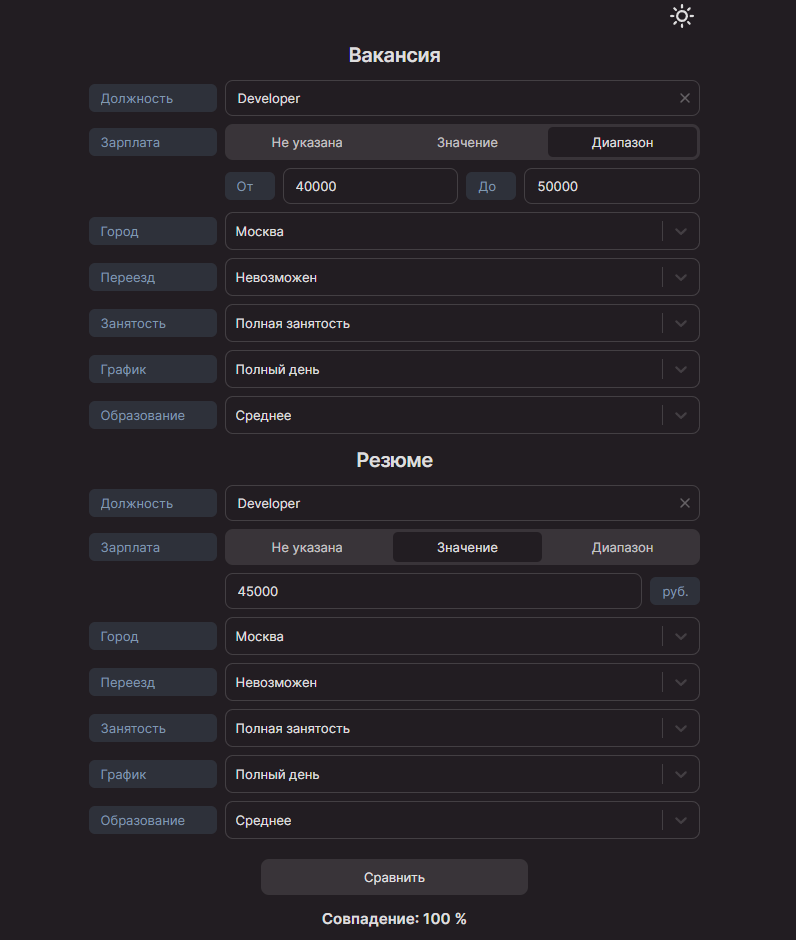 Вакансия
Должность Developer
Зарплата Не указана Значение Диапазон
От 40000 До 50000
Город Москва
Переезд Невозможен
Занятость Полная занятость
График Полный день
Образование Среднее
Резюме
Должность Developer
Зарплата Не указана Значение Диапазон
45000 руб.
Город Москва
Переезд Невозможен
Занятость Полная занятость
График Полный день
Образование Среднее
Сравнить
Совпадение: 100 %